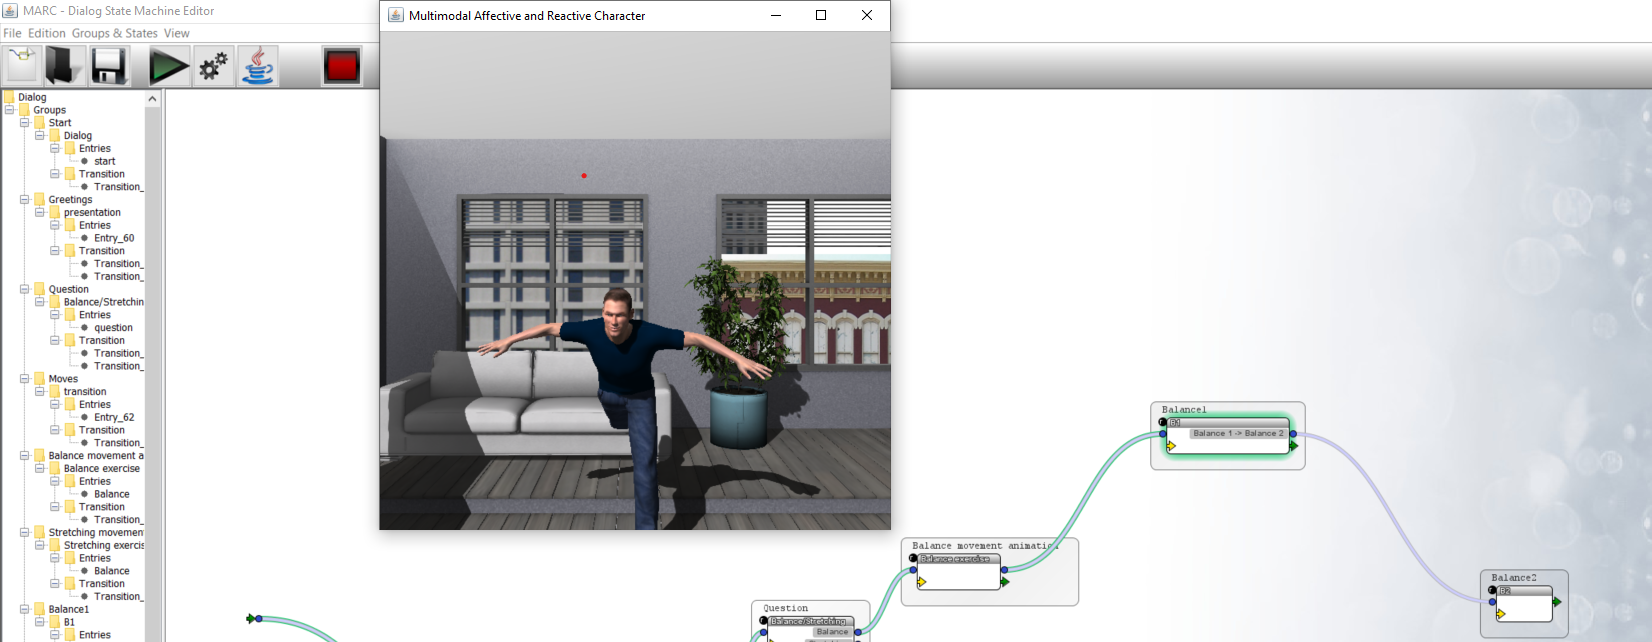 MARC - Dialog State Machine Editor
Multimodal Affective and Reactive Character
File Edition Groups & States View
Dialog
Groups
Start
Dialog
Entries
start
Transition
Transition_
Greetings
presentation
Entries
Entry_60
Transition
Transition_
Transition_
Question
Balance/Stretchin
Entries
question
Transition
Transition_
Transition_
Moves
transition
Entries
Entry_62
Transition
Transition_
Balance movement a
Balance exercise
Entries
Balance
Transition
Transition_
Stretching movemen
Stretching exercis
Entries
Balance
Transition
Transition_
Balance1
B1
Entries
Balance1
B1
Balance 1 -> Balance 2
Balance movement animation
Balance exercise
Balance2
B2
Question
Balance/Stretching
Balance